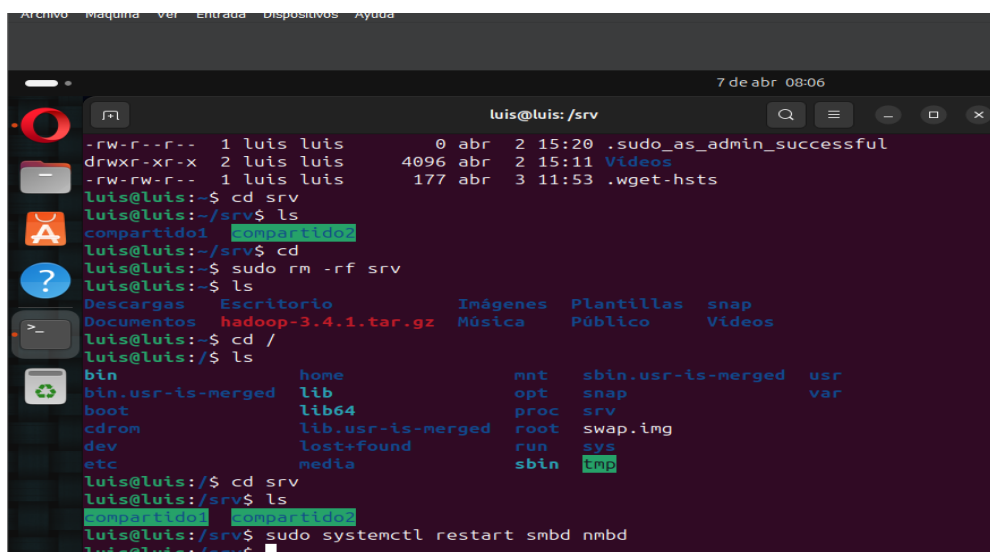 Archivo Máquina Ver Entrada Dispositivos Ayuda
7 de abr 08:06
luis@luis: /srv
-rw-r--r-- 1 luis luis 0 abr 2 15:20 .sudo_as_admin_successful
drwxr-xr-x 2 luis luis 4096 abr 2 15:11 Vídeos
-rw-rw-r-- 1 luis luis 177 abr 3 11:53 .wget-hsts
luis@luis:~$ cd srv
luis@luis:~/srv$ ls
compartido1 compartido2
luis@luis:~/srv$ cd
luis@luis:~$ sudo rm -rf srv
luis@luis:~$ ls
Descargas Escritorio Imágenes Plantillas snap
Documentos hadoop-3.4.1.tar.gz Música Público Vídeos
luis@luis:~$ cd /
luis@luis:/$ ls
bin home mnt sbin.usr-is-merged usr
bin.usr-is-merged lib opt snap var
boot lib64 proc srv
cdrom lib.usr-is-merged root swap.img
dev lost+found run sys
etc media sbin tmp
luis@luis:/$ cd srv
luis@luis:/srv$ ls
compartido1 compartido2
luis@luis:/srv$ sudo systemctl restart smbd nmbd
luis@luis:/srv$